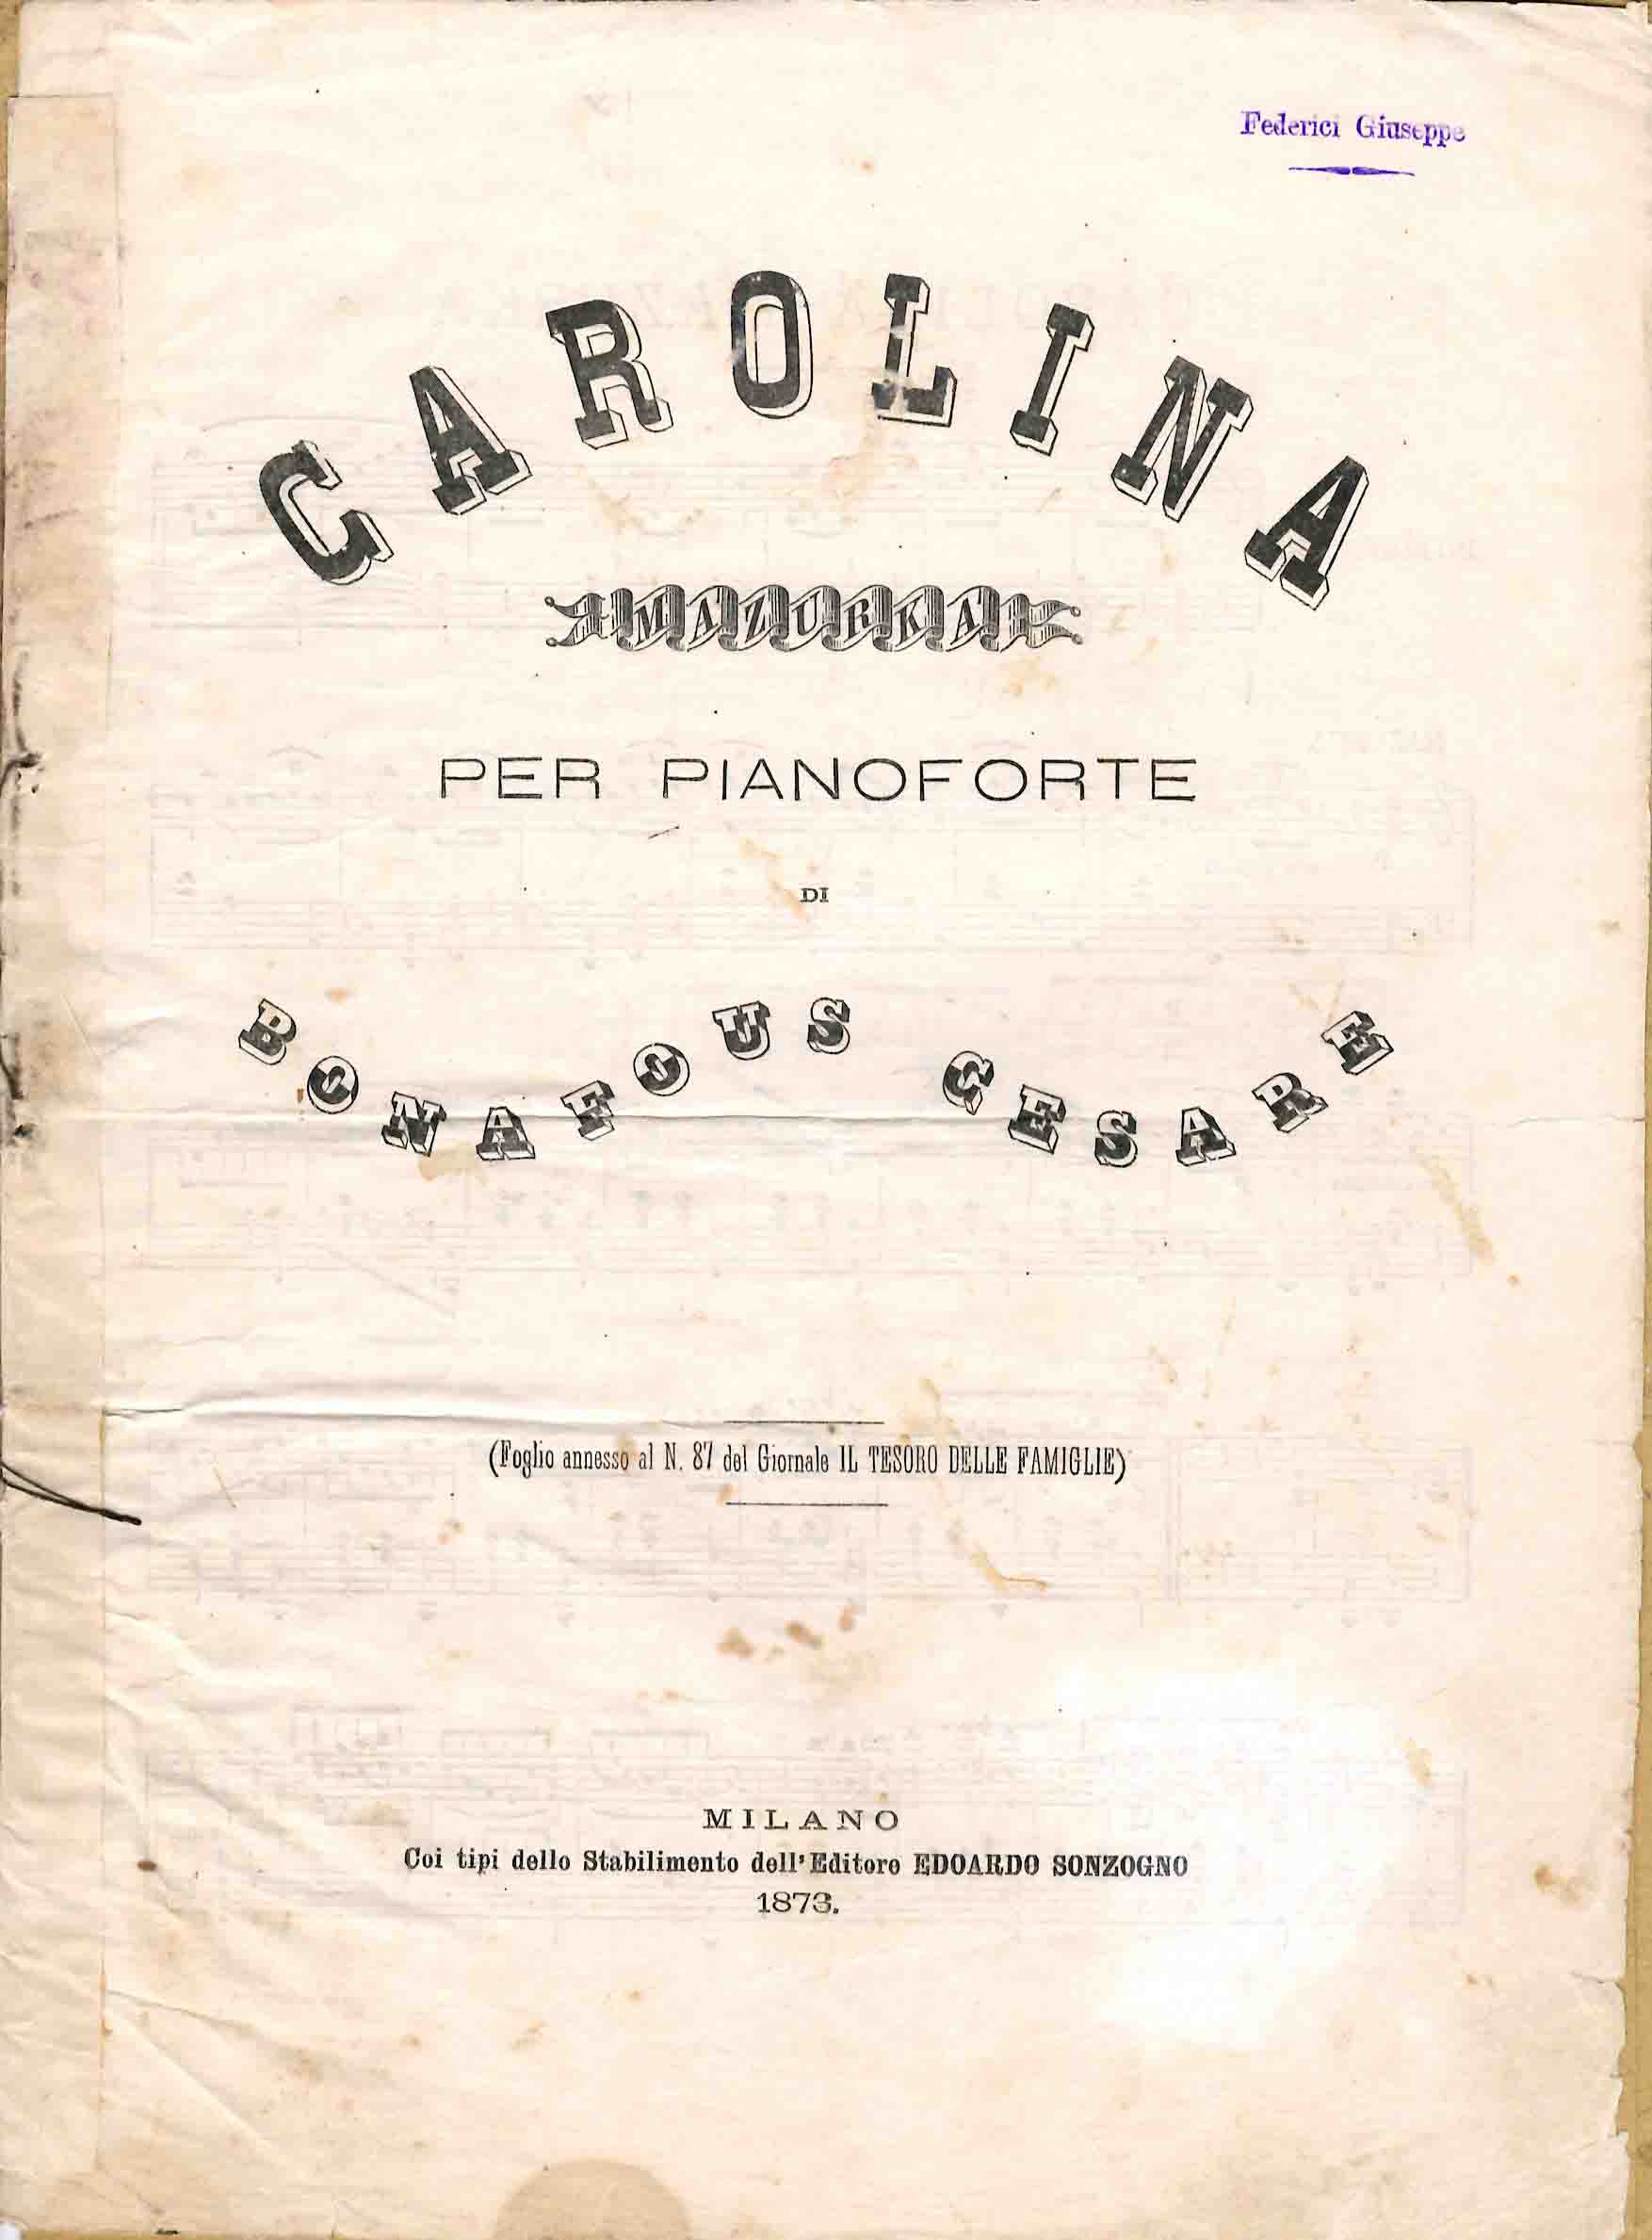 Federici Giuseppe
CAROLINA
MAZURKA
PER PIANOFORTE
DI
BONAFOUS CESARE
(Foglio annesso al N. 87 del Giornale IL TESORO DELLE FAMIGLIE)
MILANO
Coi tipi dello Stabilimento dell'Editore EDOARDO SONZOGNO
1873.